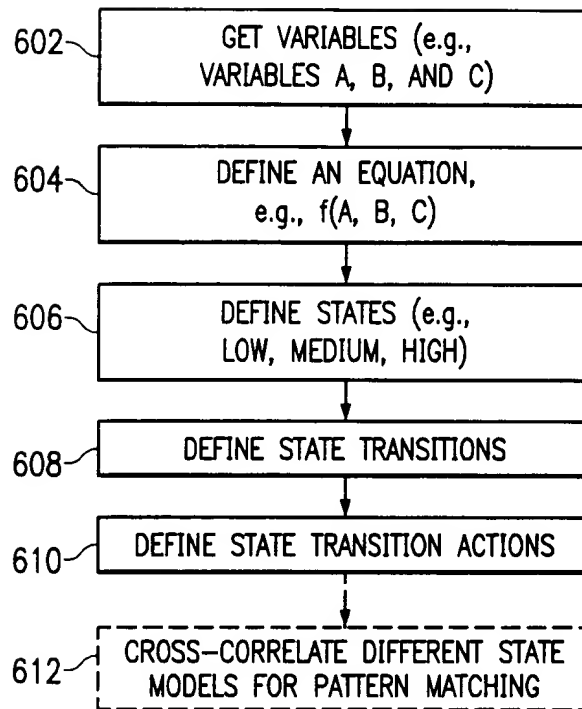 602
GET VARIABLES (e.g.,
VARIABLES A, B, AND C)
604
DEFINE AN EQUATION,
e.g., f(A, B, C)
606
DEFINE STATES (e.g.,
LOW, MEDIUM, HIGH)
608
DEFINE STATE TRANSITIONS
610
DEFINE STATE TRANSITION ACTIONS
612
CROSS-CORRELATE DIFFERENT STATE
MODELS FOR PATTERN MATCHING